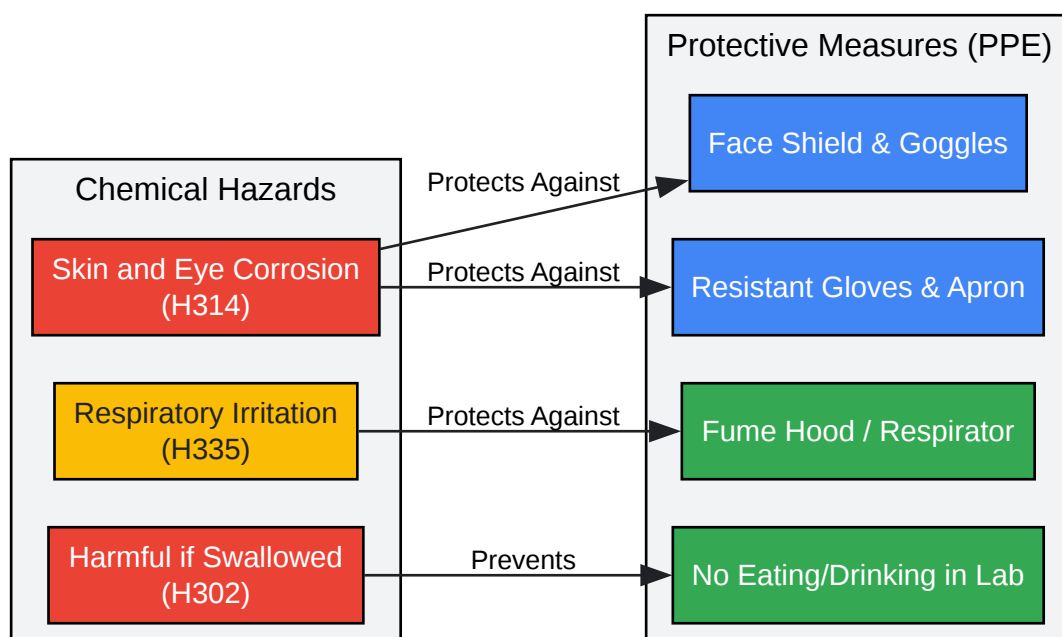 Chemical Hazards
Skin and Eye Corrosion
(H314)
Respiratory Irritation
(H335)
Harmful if Swallowed
(H302)
Protects Against
Protects Against
Protects Against
Prevents
Protective Measures (PPE)
Face Shield & Goggles
Resistant Gloves & Apron
Fume Hood / Respirator
No Eating/Drinking in Lab